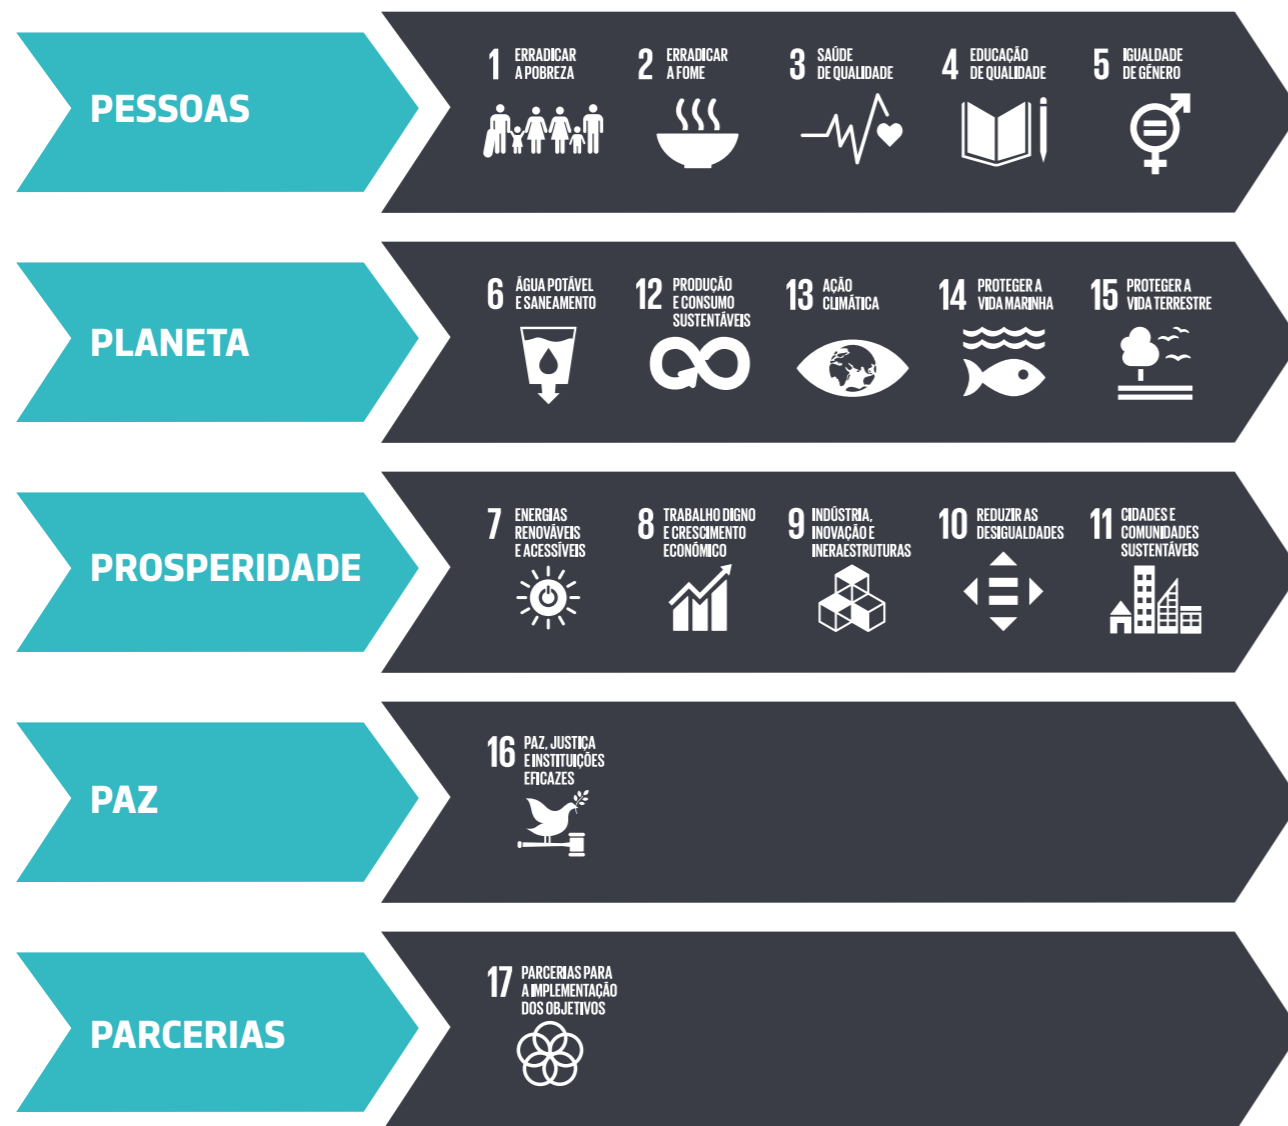 PESSOAS
1 ERRADICAR
A POBREZA
2 ERRADICAR
A FOME
3 SAÚDE
DE QUALIDADE
4 EDUCAÇÃO
DE QUALIDADE
5 IGUALDADE
DE GÉNERO
PLANETA
6 ÁGUA POTÁVEL
E SANEAMENTO
12 PRODUÇÃO
E CONSUMO
SUSTENTÁVEIS
13 AÇÃO
CLIMÁTICA
14 PROTEGER A
VIDA MARINHA
15 PROTEGER A
VIDA TERRESTRE
PROSPERIDADE
7 ENERGIAS
RENOVÁVEIS
E ACESSÍVEIS
8 TRABALHO DIGNO
E CRESCIMENTO
ECONÓMICO
9 INDÚSTRIA,
INOVAÇÃO E
INERAESTRUTURAS
10 REDUZIR AS
DESIGUALDADES
11 CIDADES E
COMUNIDADES
SUSTENTÁVEIS
PAZ
16 PAZ, JUSTIÇA
E INSTITUIÇÕES
EFICAZES
PARCERIAS
17 PARCERIAS PARA
A IMPLEMENTAÇÃO
DOS OBJETIVOS